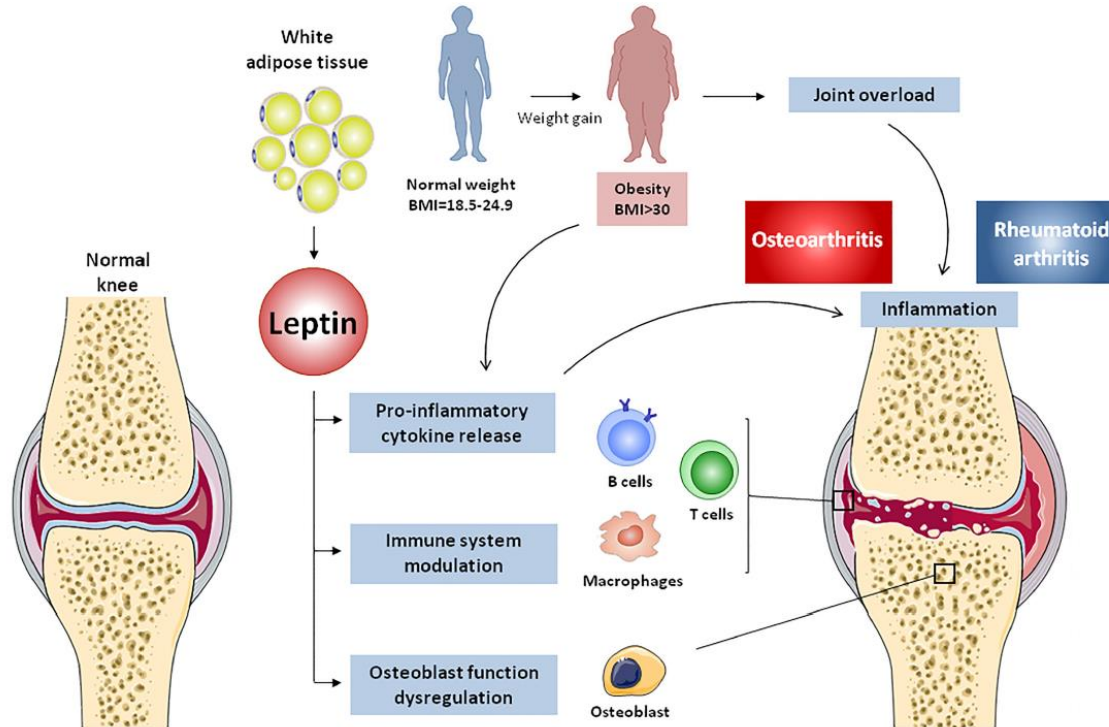 White
adipose tissue
Weight gain
Joint overload
Normal weight
BMI=18.5-24.9
Obesity
BMI>30
Osteoarthritis
Rheumatoid
arthritis
Normal
knee
Leptin
Inflammation
Pro-inflammatory
cytokine release
B cells
T cells
Immune system
modulation
Macrophages
Osteoblast function
dysregulation
Osteoblast